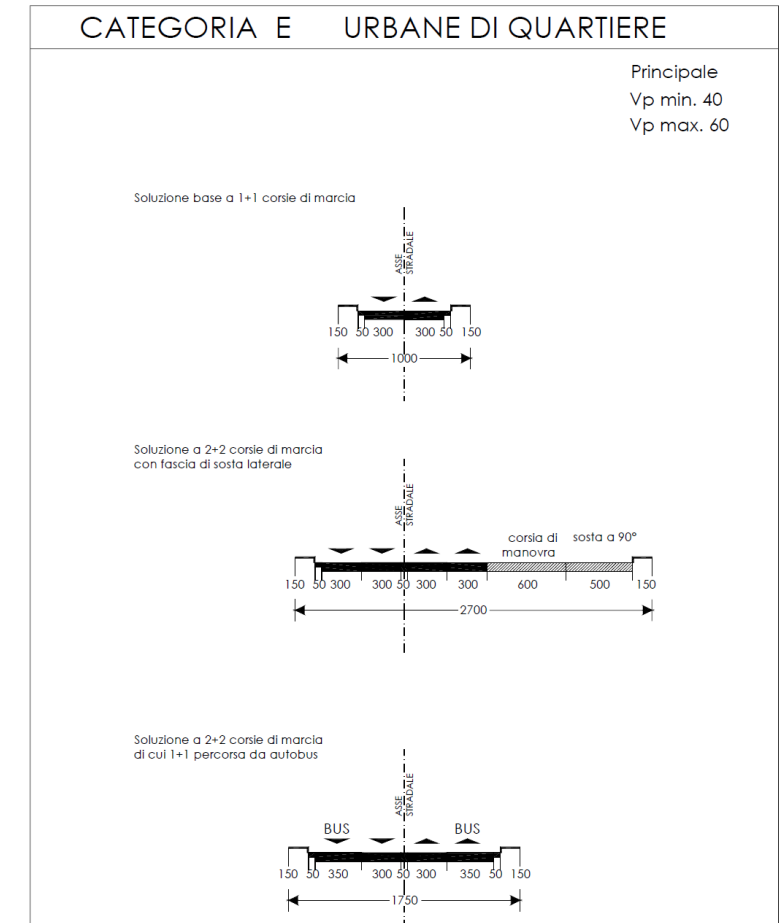 CATEGORIA E URBANE DI QUARTIERE
Principale
Vp min. 40
Vp max. 60
Soluzione base a 1+1 corsie di marcia
ASSE
STRADALE
150 50 300 300 50 150
1000
Soluzione a 2+2 corsie di marcia
con fascia di sosta laterale
ASSE
STRADALE
corsia di
manovra
sosta a 90°
150 50 300 300 50 300 300 600 500 150
2700
Soluzione a 2+2 corsie di marcia
di cui 1+1 percorsa da autobus
ASSE
STRADALE
BUS BUS
150 50 350 300 50 300 350 50 150
1750